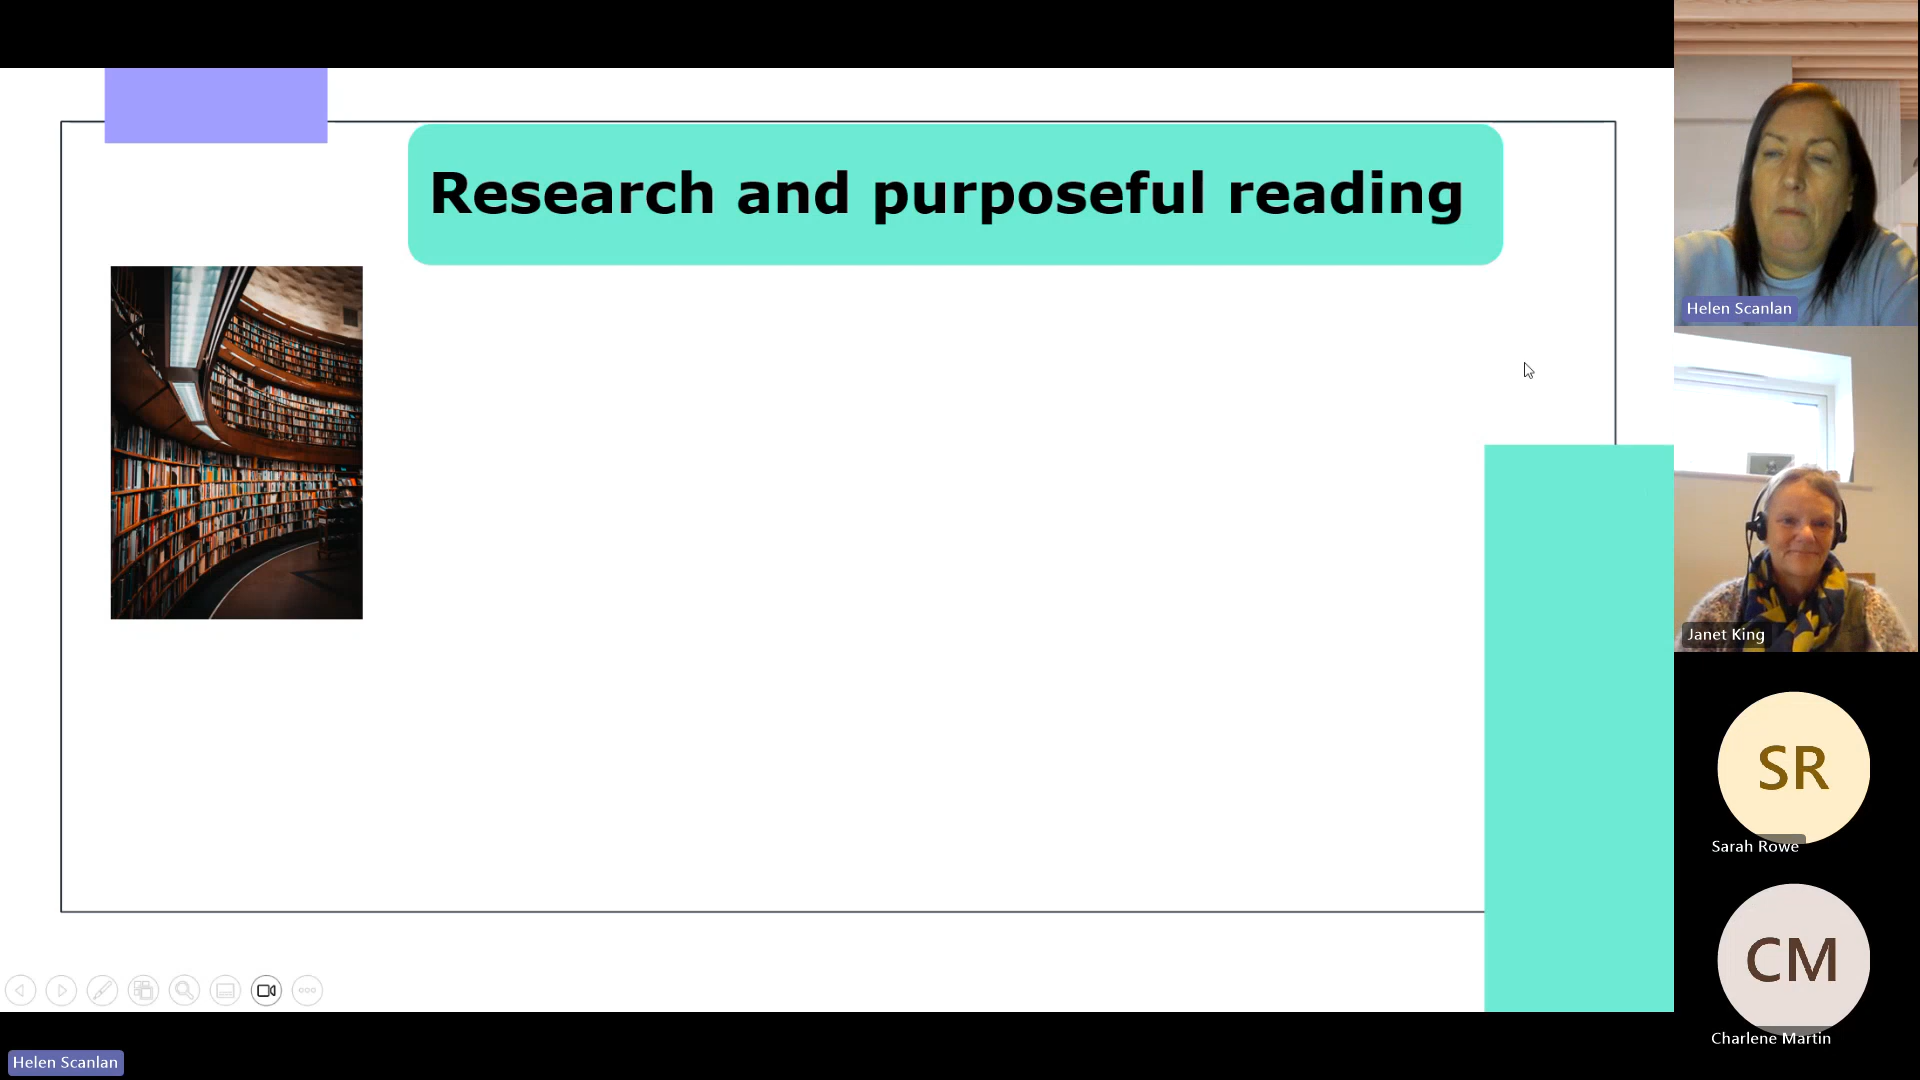 Research and purposeful reading
Helen Scanlan
Janet King
SR
Sarah Rowe
CM
Charlene Martin
Helen Scanlan